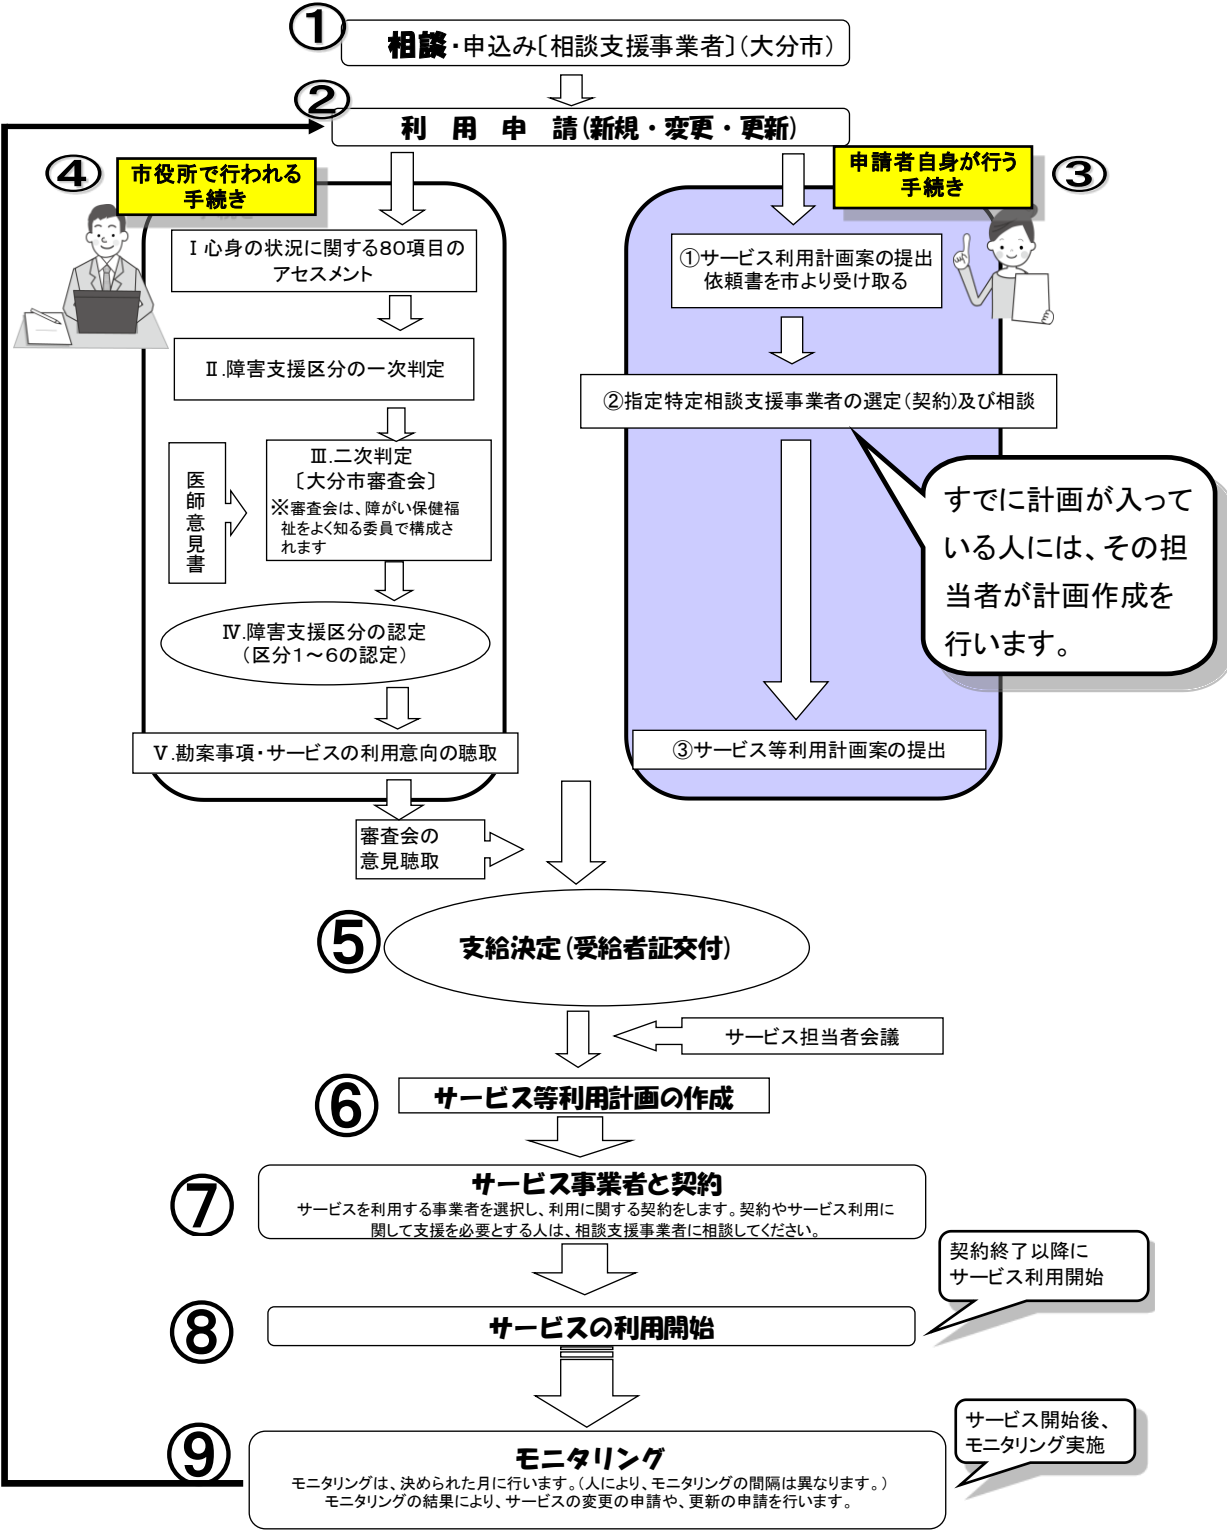 ①
相談・申込み〔相談支援事業者〕(大分市)
②
利用申請(新規・変更・更新)
④
市役所で行われる
手続き
Ⅰ心身の状況に関する80項目の
アセスメント
Ⅱ.障害支援区分の一次判定
医師意見書
Ⅲ.二次判定
〔大分市審査会〕
※審査会は、障がい保健福
祉をよく知る委員で構成さ
れます
Ⅳ.障害支援区分の認定
(区分1～6の認定)
Ⅴ.勘案事項・サービスの利用意向の聴取
審査会の
意見聴取
申請者自身が行う
手続き
③
①サービス利用計画案の提出
依頼書を市より受け取る
②指定特定相談支援事業者の選定(契約)及び相談
すでに計画が入って
いる人には、その担
当者が計画作成を
行います。
③サービス等利用計画案の提出
⑤
支給決定(受給者証交付)
サービス担当者会議
⑥
サービス等利用計画の作成
⑦
サービス事業者と契約
サービスを利用する事業者を選択し、利用に関する契約をします。契約やサービス利用に
関して支援を必要とする人は、相談支援事業者に相談してください。
契約終了以降に
サービス利用開始
⑧
サービスの利用開始
サービス開始後、
モニタリング実施
⑨
モニタリング
モニタリングは、決められた月に行います。(人により、モニタリングの間隔は異なります。)
モニタリングの結果により、サービスの変更の申請や、更新の申請を行います。